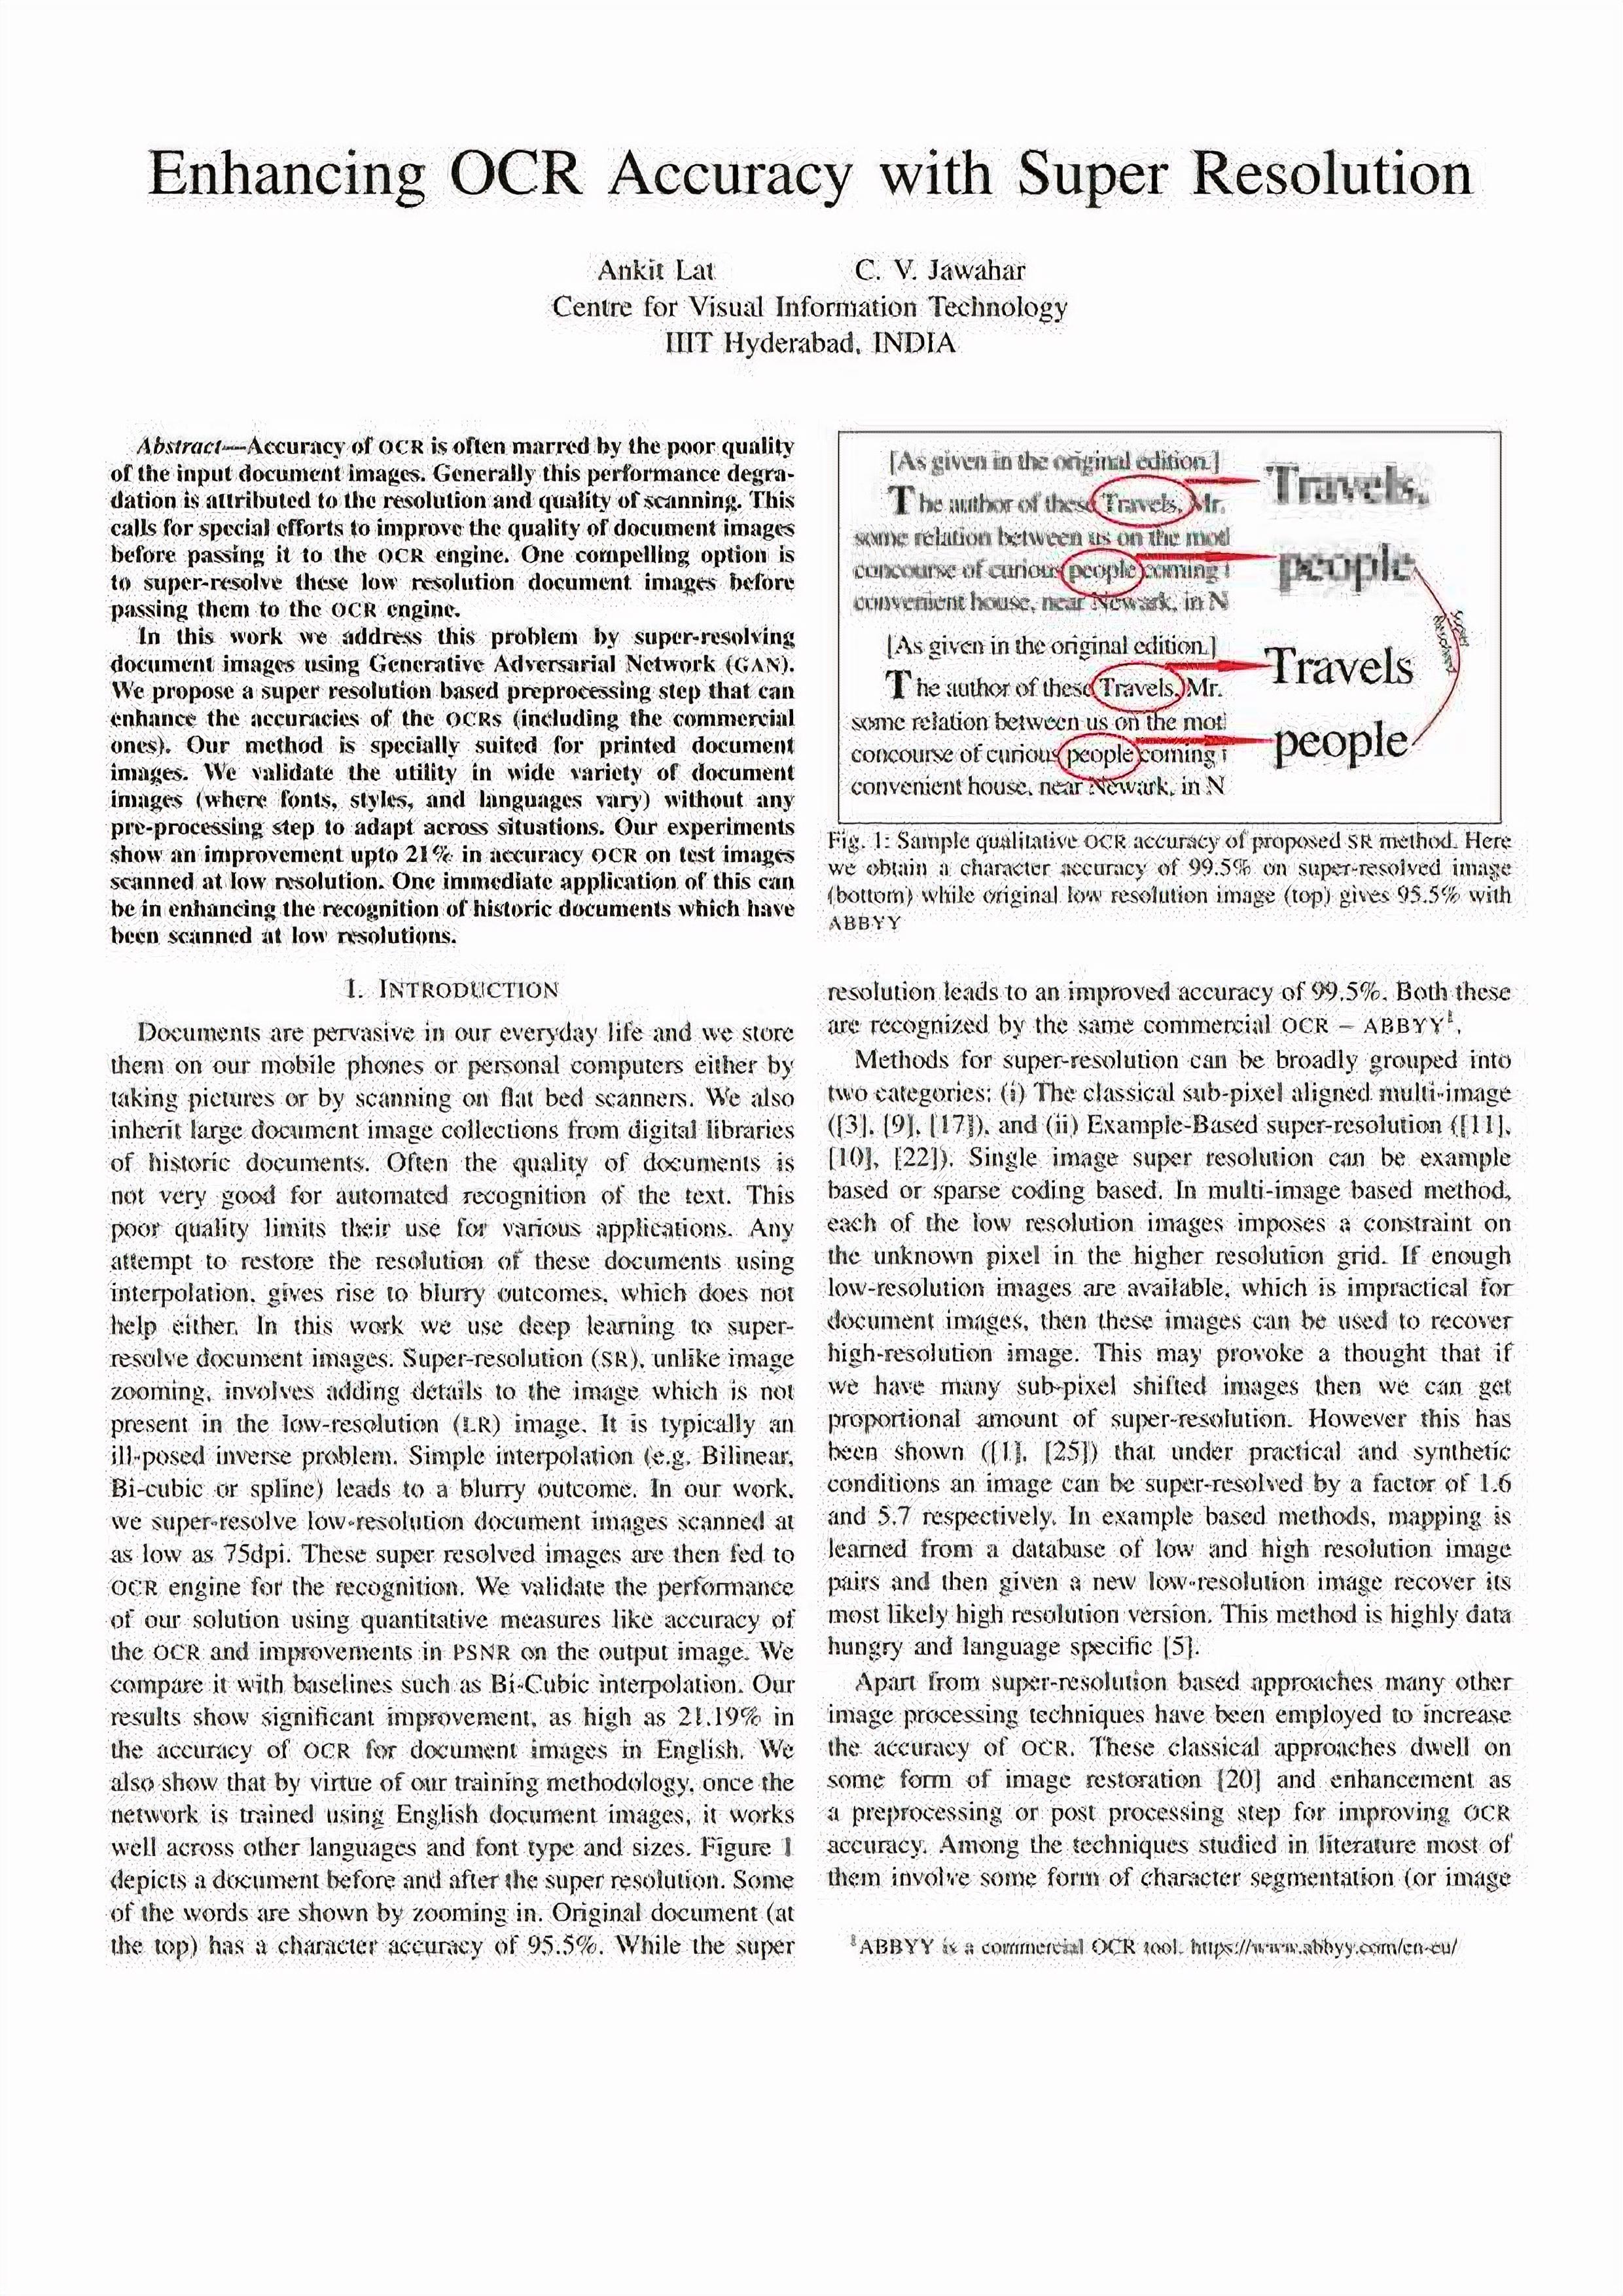 Enhancing OCR Accuracy with Super Resolution
Ankit Lat
C. V. Jawahar
Centre for Visual Information Technology
IIIT Hyderabad, INDIA
Abstract—Accuracy of OCR is often marred by the poor quality
of the input document images. Generally this performance degra-
dation is attributed to the resolution and quality of scanning. This
calls for special efforts to improve the quality of document images
before passing it to the OCR engine. One compelling option is
to super-resolve these low resolution document images before
passing them to the OCR engine.
In this work we address this problem by super-resolving
document images using Generative Adversarial Network (GAN).
We propose a super resolution based preprocessing step that can
enhance the accuracies of the OCRs (including the commercial
ones). Our method is specially suited for printed document
images. We validate the utility in wide variety of document
images (where fonts, styles, and languages vary) without any
pre-processing step to adapt across situations. Our experiments
show an improvement upto 21% in accuracy OCR on test images
scanned at low resolution. One immediate application of this can
be in enhancing the recognition of historic documents which have
been scanned at low resolutions.
I. INTRODUCTION
Documents are pervasive in our everyday life and we store
them on our mobile phones or personal computers either by
taking pictures or by scanning on flat bed scanners. We also
inherit large document image collections from digital libraries
of historic documents. Often the quality of documents is
not very good for automated recognition of the text. This
poor quality limits their use for various applications. Any
attempt to restore the resolution of these documents using
interpolation, gives rise to blurry outcomes, which does not
help either. In this work we use deep learning to super-
resolve document images. Super-resolution (SR), unlike image
zooming, involves adding details to the image which is not
present in the low-resolution (LR) image. It is typically an
ill-posed inverse problem. Simple interpolation (e.g. Bilinear,
Bi-cubic or spline) leads to a blurry outcome. In our work,
we super-resolve low-resolution document images scanned at
as low as 75dpi. These super resolved images are then fed to
OCR engine for the recognition. We validate the performance
of our solution using quantitative measures like accuracy of
the OCR and improvements in PSNR on the output image. We
compare it with baselines such as Bi-Cubic interpolation. Our
results show significant improvement, as high as 21.19% in
the accuracy of OCR for document images in English. We
also show that by virtue of our training methodology, once the
network is trained using English document images, it works
well across other languages and font type and sizes. Figure 1
depicts a document before and after the super resolution. Some
of the words are shown by zooming in. Original document (at
the top) has a character accuracy of 95.5%. While the super
[As given in the original edition.]
The author of these Travels, Mr.
some relation between us on the mot
concourse of curious people coming
convenient house, near Newark, in N
Travels,
people
[As given in the original edition.]
The author of these Travels, Mr.
some relation between us on the mot
concourse of curious people coming
convenient house, near Newark, in N
Travels
people
Fig. 1: Sample qualitative OCR accuracy of proposed SR method. Here
we obtain a character accuracy of 99.5% on super-resolved image
(bottom) while original low resolution image (top) gives 95.5% with
ABBYY
resolution leads to an improved accuracy of 99.5%. Both these
are recognized by the same commercial OCR – ABBYY1.
Methods for super-resolution can be broadly grouped into
two categories: (i) The classical sub-pixel aligned multi-image
([3], [9], [17]), and (ii) Example-Based super-resolution ([11],
[10], [22]). Single image super resolution can be example
based or sparse coding based. In multi-image based method,
each of the low resolution images imposes a constraint on
the unknown pixel in the higher resolution grid. If enough
low-resolution images are available, which is impractical for
document images, then these images can be used to recover
high-resolution image. This may provoke a thought that if
we have many sub-pixel shifted images then we can get
proportional amount of super-resolution. However this has
been shown ([1], [25]) that under practical and synthetic
conditions an image can be super-resolved by a factor of 1.6
and 5.7 respectively. In example based methods, mapping is
learned from a database of low and high resolution image
pairs and then given a new low-resolution image recover its
most likely high resolution version. This method is highly data
hungry and language specific [5].
Apart from super-resolution based approaches many other
image processing techniques have been employed to increase
the accuracy of OCR. These classical approaches dwell on
some form of image restoration [20] and enhancement as
a preprocessing or post processing step for improving OCR
accuracy. Among the techniques studied in literature most of
them involve some form of character segmentation (or image
1ABBYY is a commercial OCR tool. https://www.abbyy.com/en-eu/